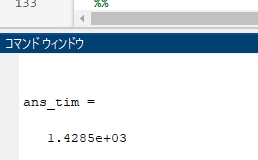 133
%%
コマンド ウィンドウ
ans_tim =
1.4285e+03